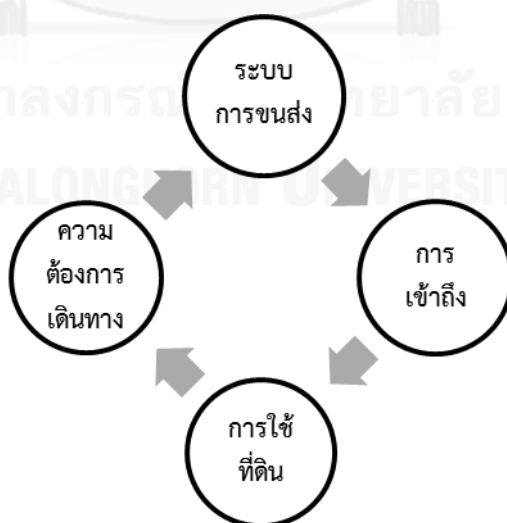 ระบบ
การขนส่ง
การ
เข้าถึง
การใช้
ที่ดิน
ความ
ต้องการ
เดินทาง